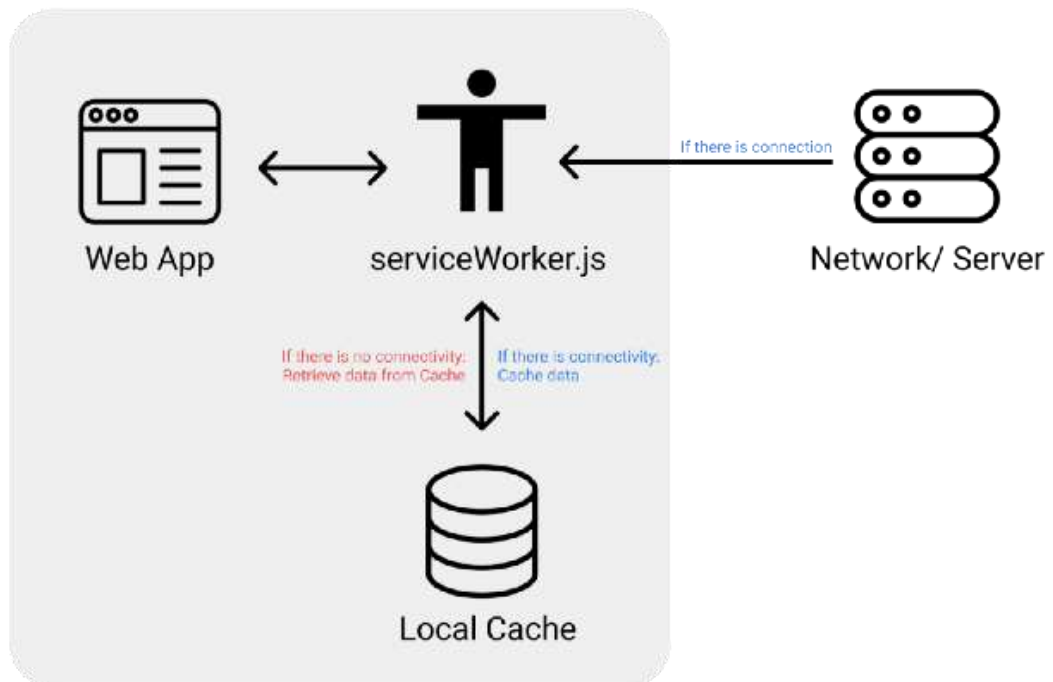 If there is connection
Web App
serviceWorker.js
Network/ Server
If there is no connectivity:
Retrieve data from Cache
If there is connectivity:
Cache data
Local Cache